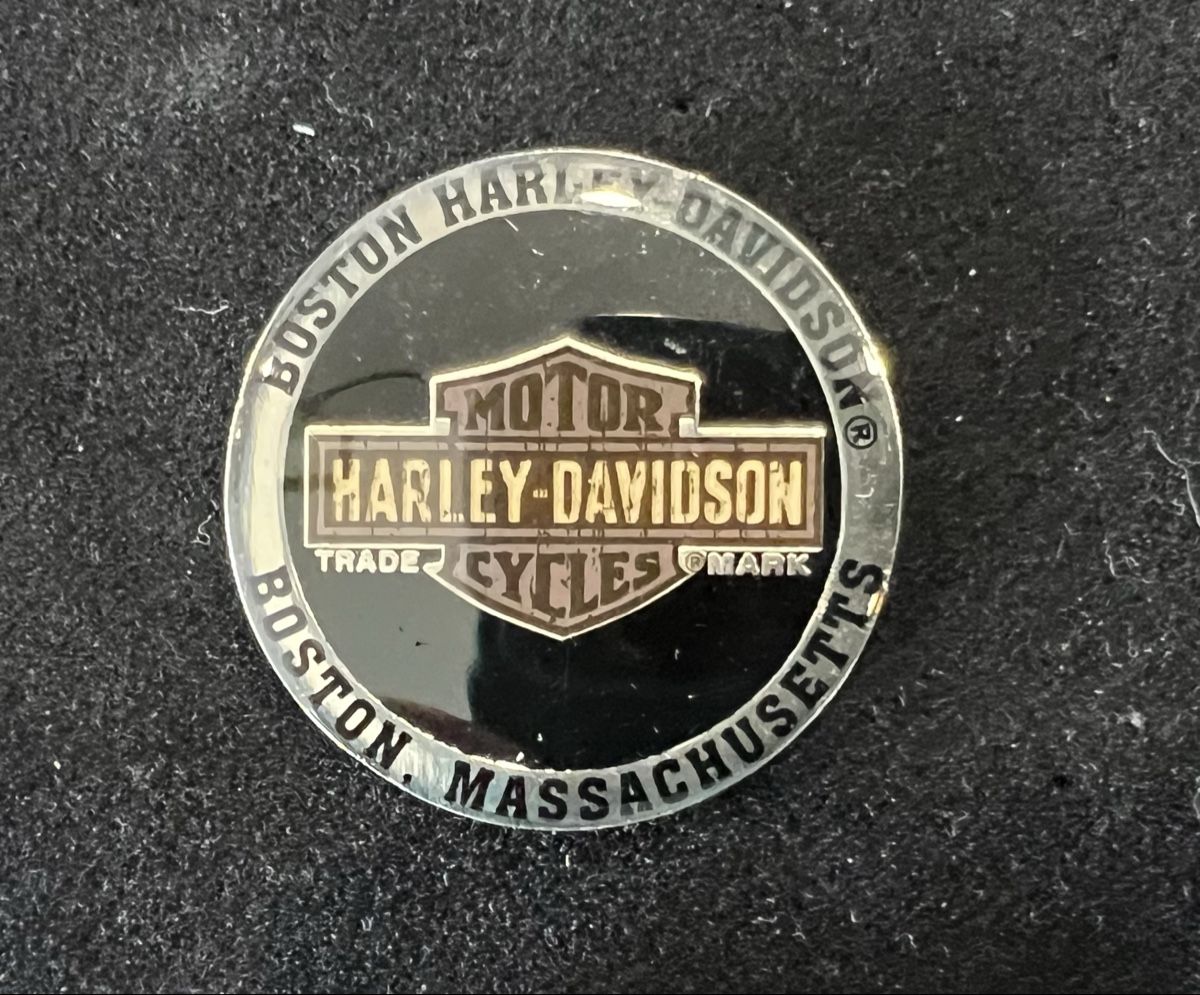 BOSTON HARLEY-DAVIDSON®
MOTOR
HARLEY-DAVIDSON
TRADE ®MARK
CYCLES
BOSTON, MASSACHUSETTS